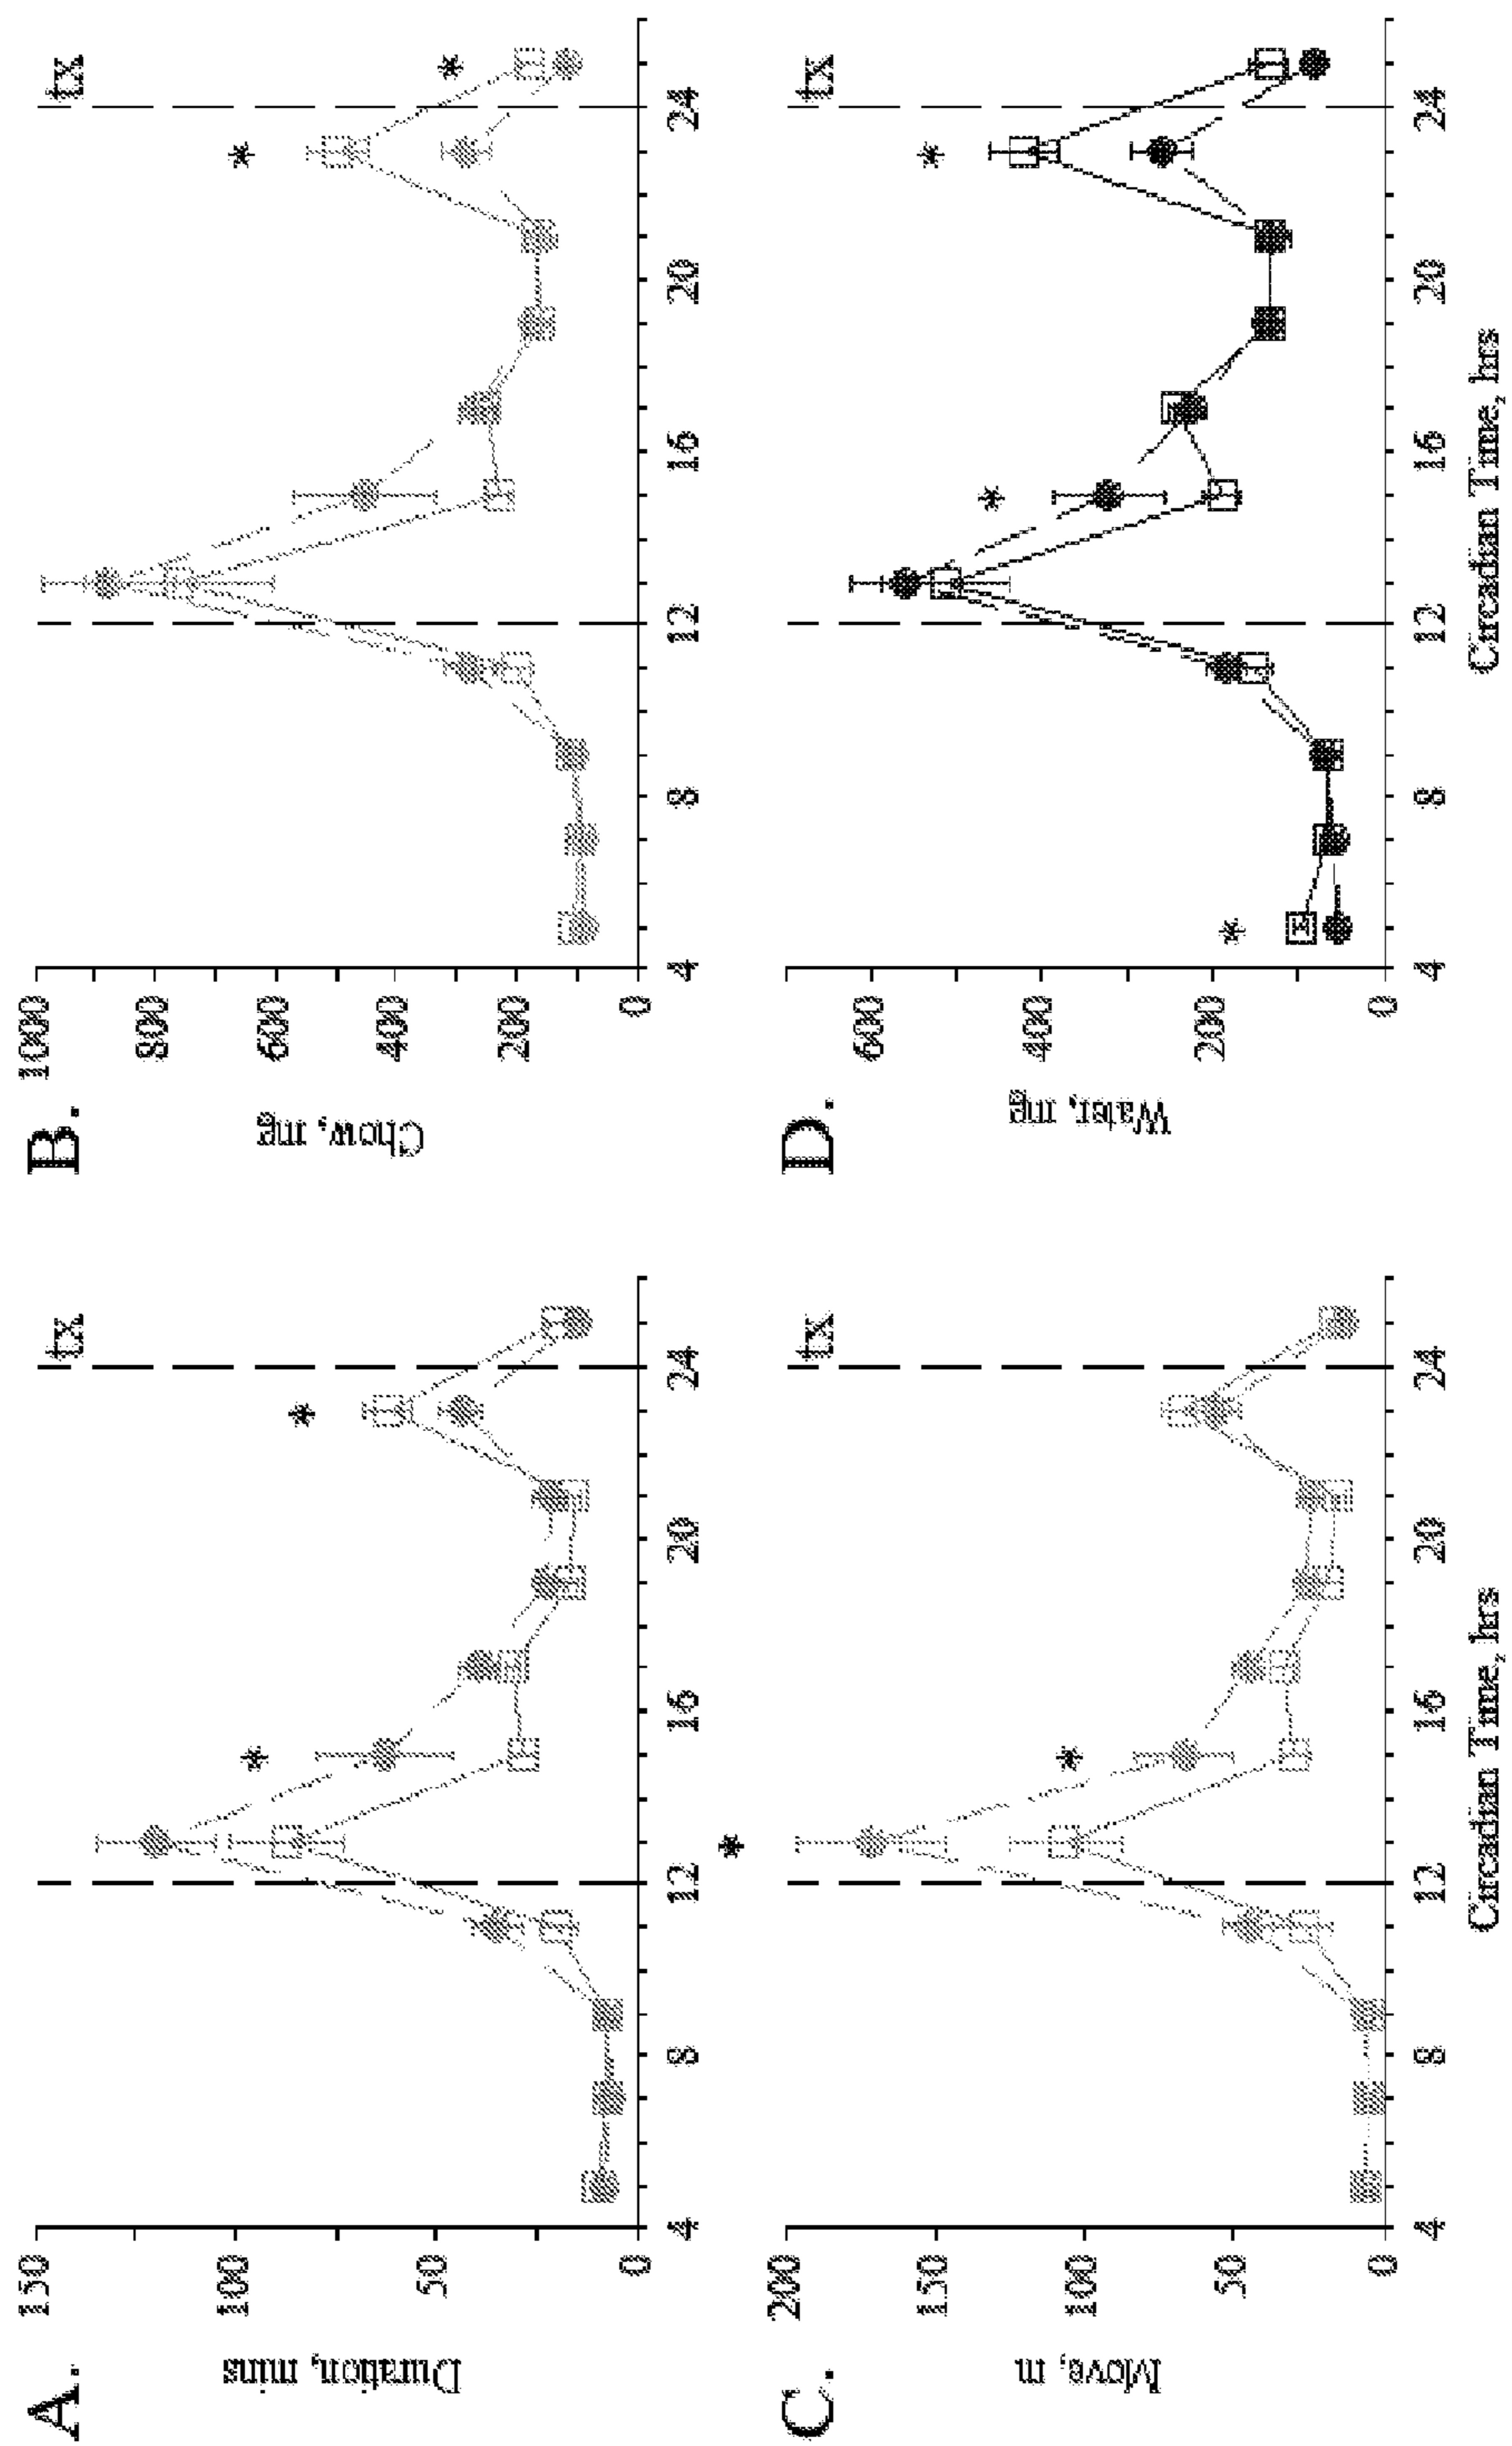 A.
Duration, mins
150
100
50
0
4 8 12 16 20 24
tx
*
*
B.
Chow, mg
1000
800
600
400
200
0
4 8 12 16 20 24
tx
*
*
C.
Move, m
200
150
100
50
0
4 8 12 16 20 24
Circadian Time, hrs
tx
*
*
D.
Water, mg
600
400
200
0
4 8 12 16 20 24
Circadian Time, hrs
tx
*
*
*